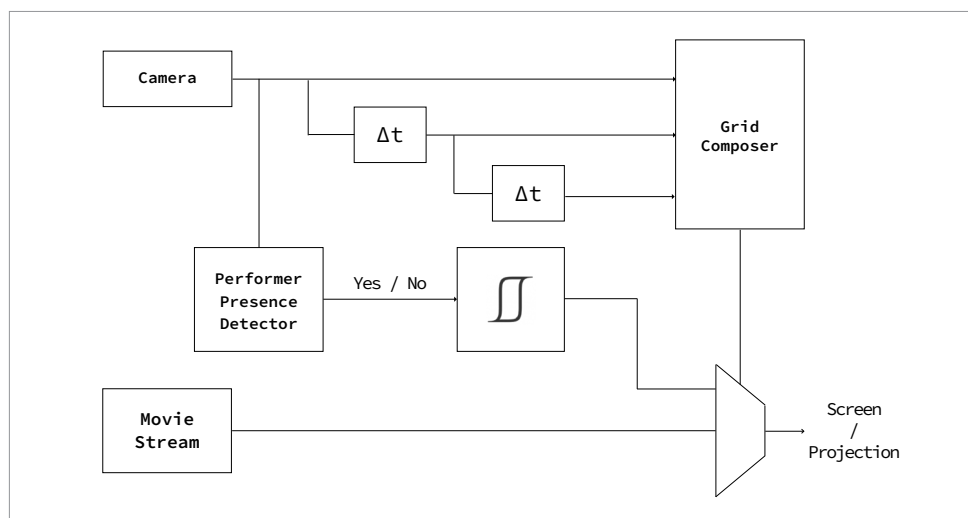 Camera
Δt
Δt
Grid
Composer
Performer
Presence
Detector
Yes / No
Movie
Stream
Screen
/
Projection